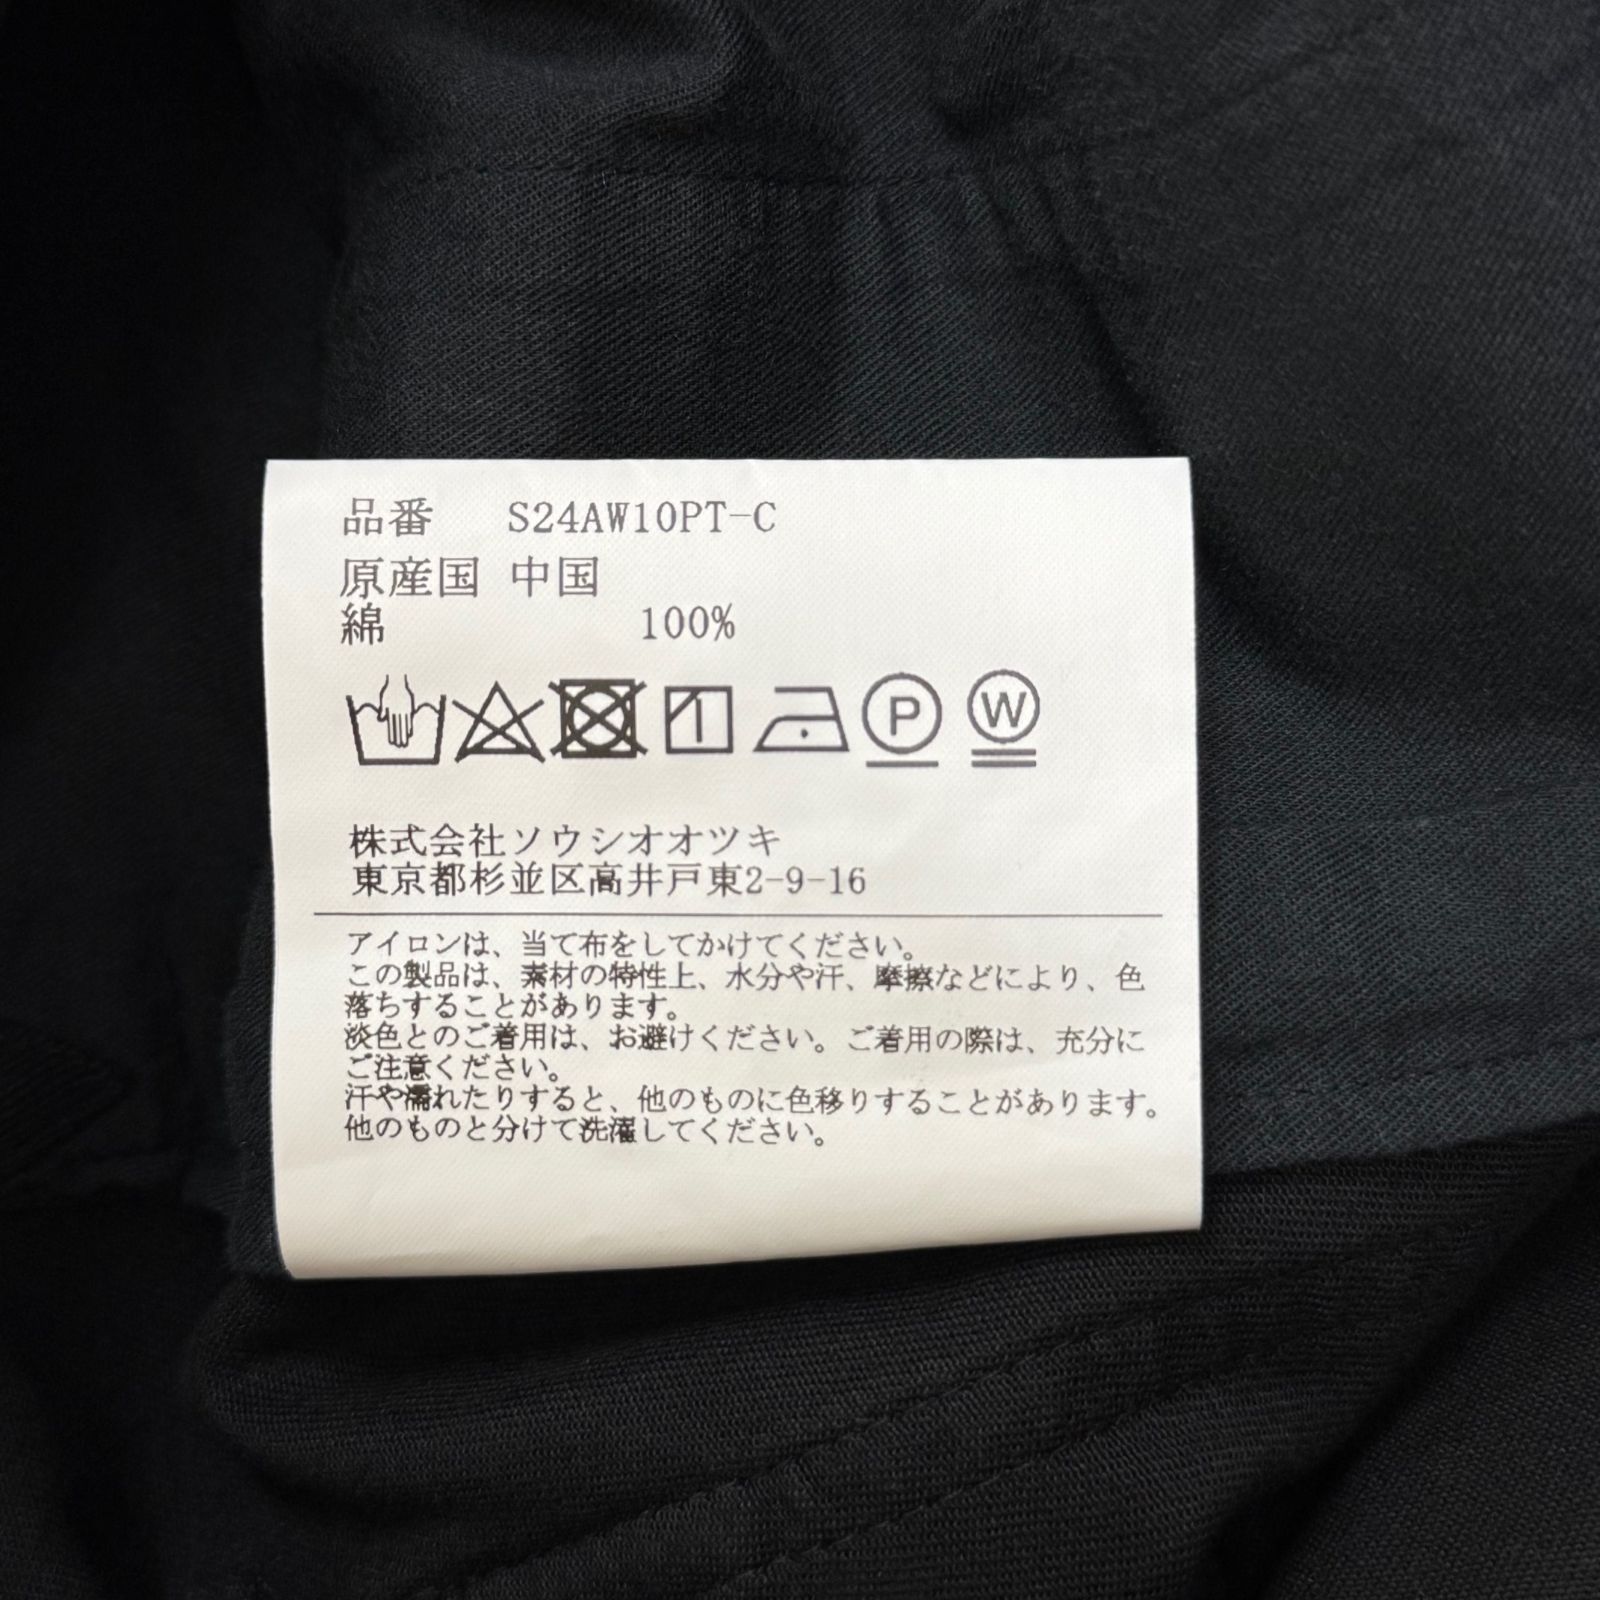 品番 S24AW10PT-C
原産国 中国
綿 100%
P W
株式会社ソウシオオツキ
東京都杉並区高井戸東2-9-16
アイロンは、当て布をしてかけてください。
この製品は、素材の特性上、水分や汗、摩擦などにより、色
落ちすることがあります。
淡色とのご着用は、お避けください。ご着用の際は、充分に
ご注意ください。
汗や濡れたりすると、他のものに色移りすることがあります。
他のものと分けて洗濯してください。